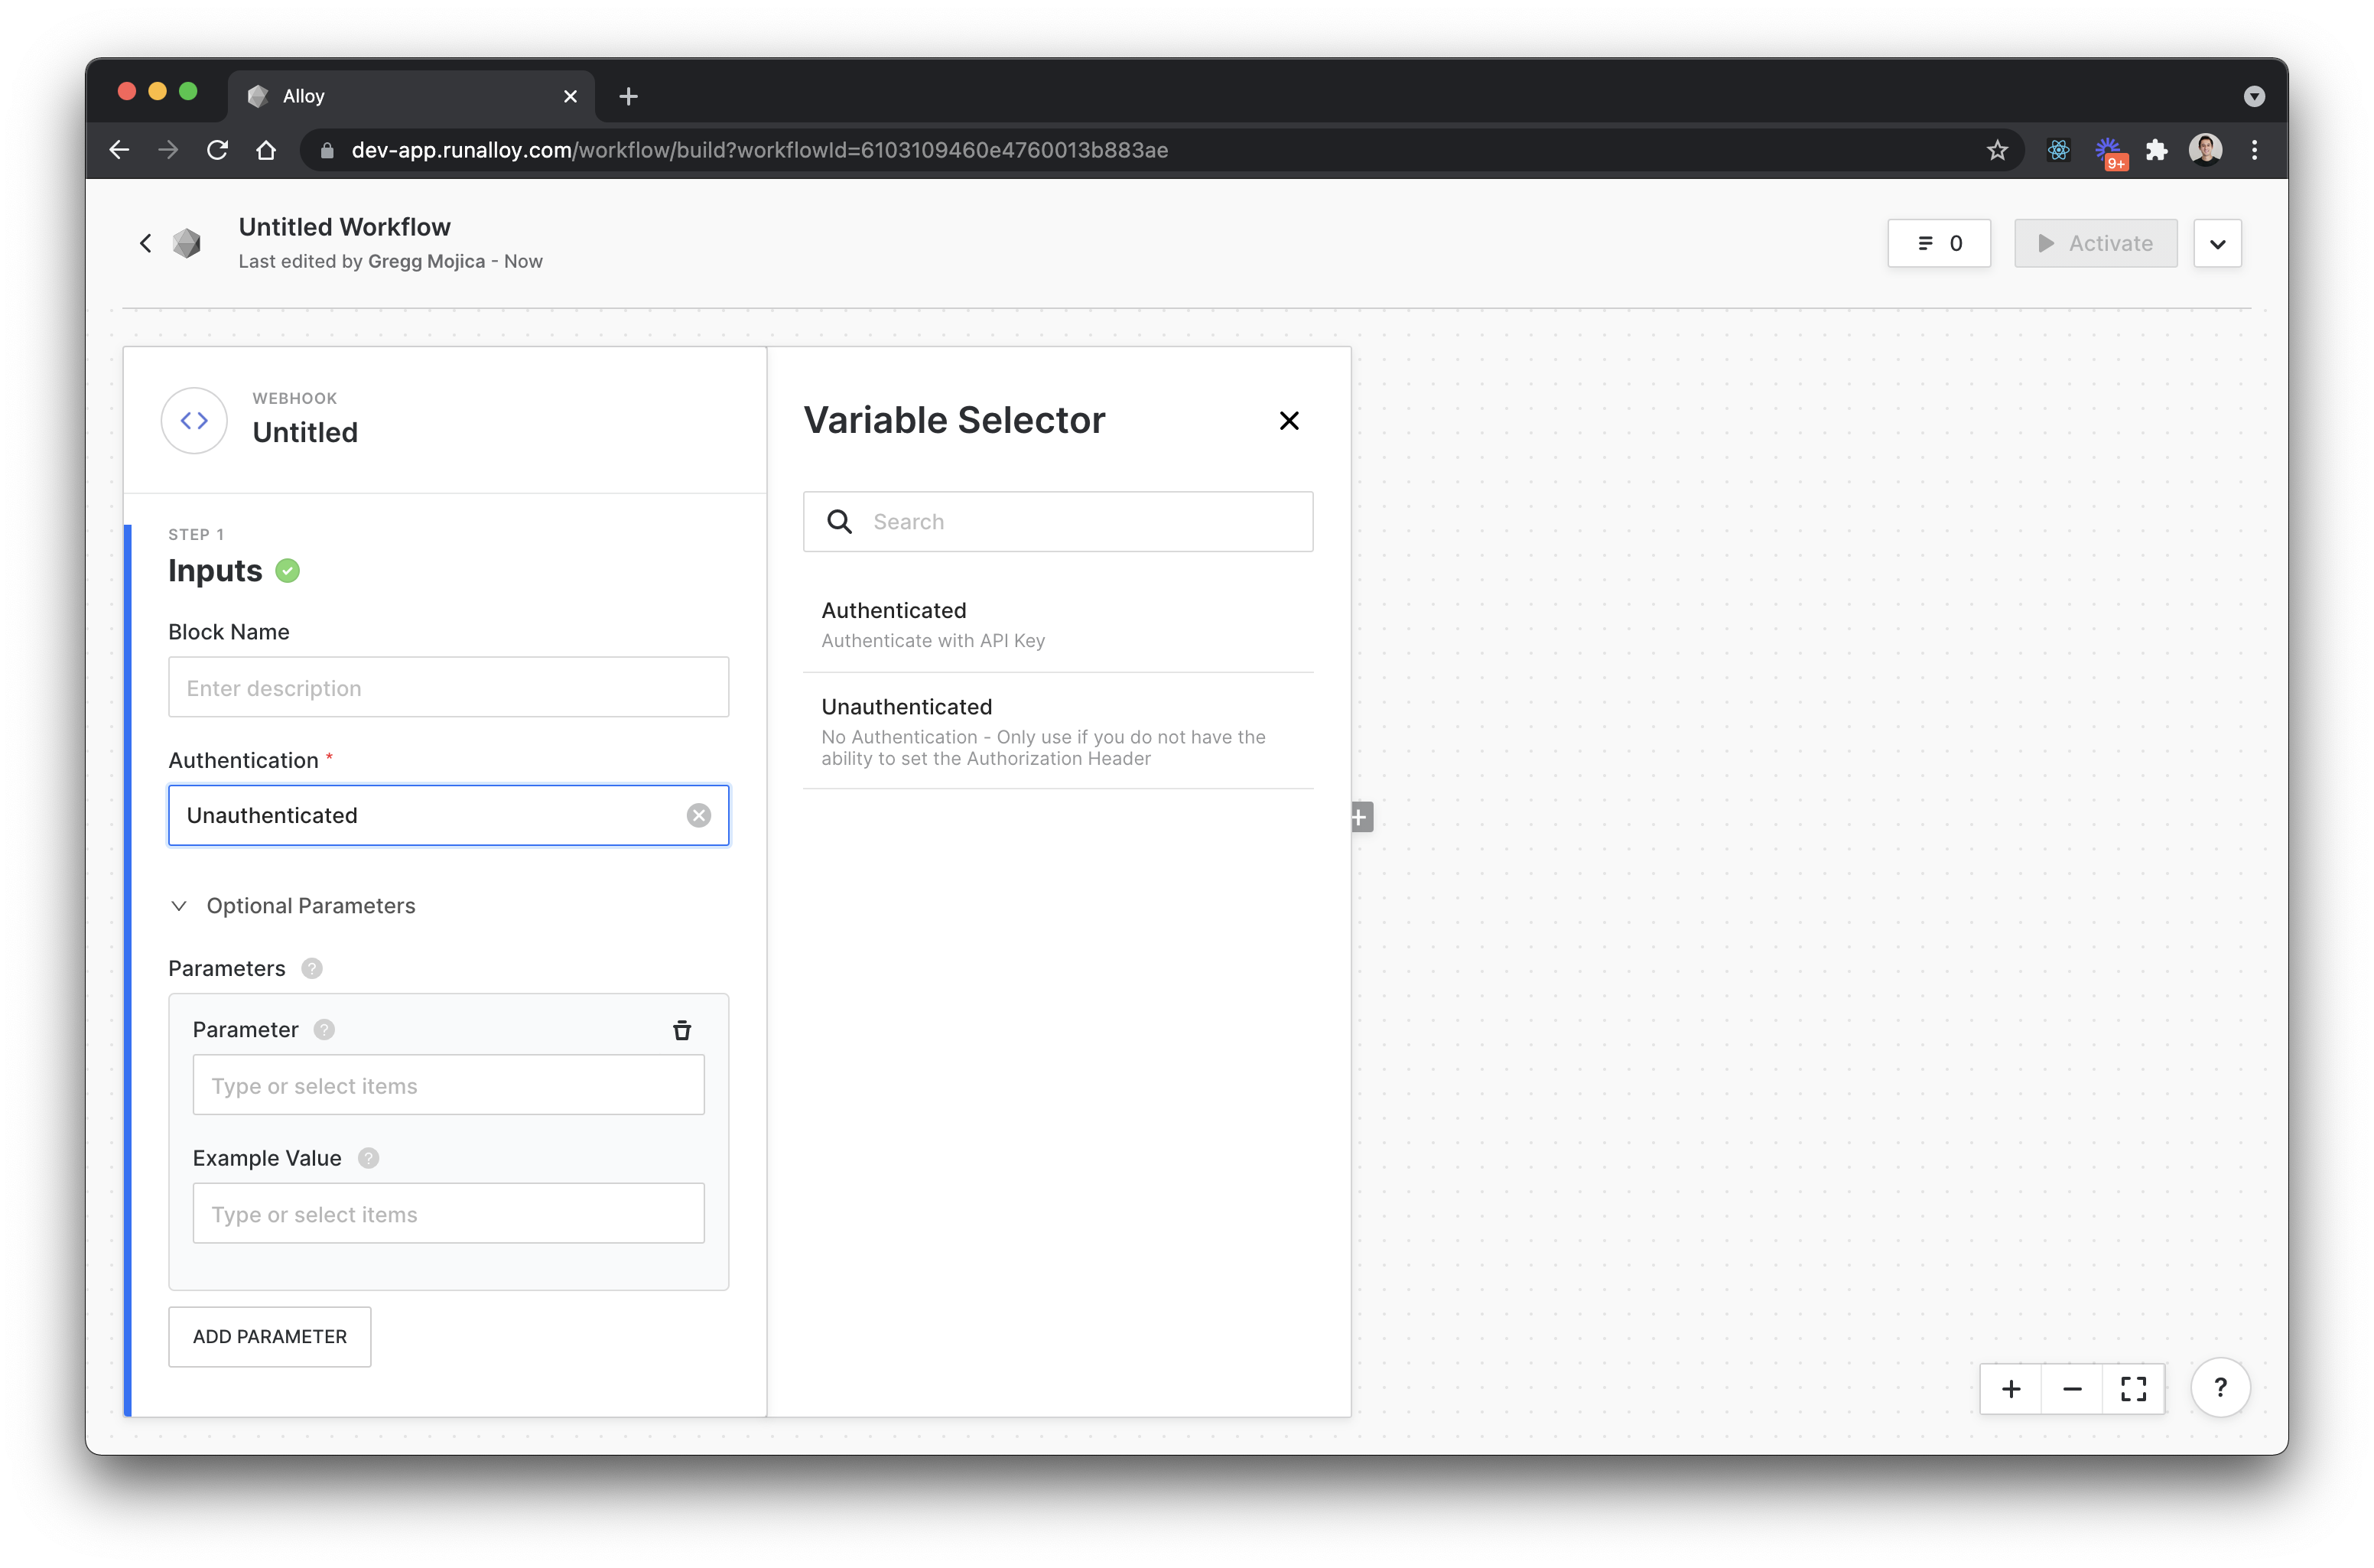 Alloy
dev-app.runalloy.com/workflow/build?workflowId=6103109460e4760013b883ae
9+
Untitled Workflow
Last edited by Gregg Mojica - Now
0
Activate
WEBHOOK
Untitled
STEP 1
Inputs
Block Name
Enter description
Authentication *
Unauthenticated
Optional Parameters
Parameters ?
Parameter ?
Type or select items
Example Value ?
Type or select items
ADD PARAMETER
Variable Selector
Search
Authenticated
Authenticate with API Key
Unauthenticated
No Authentication - Only use if you do not have the
ability to set the Authorization Header
?